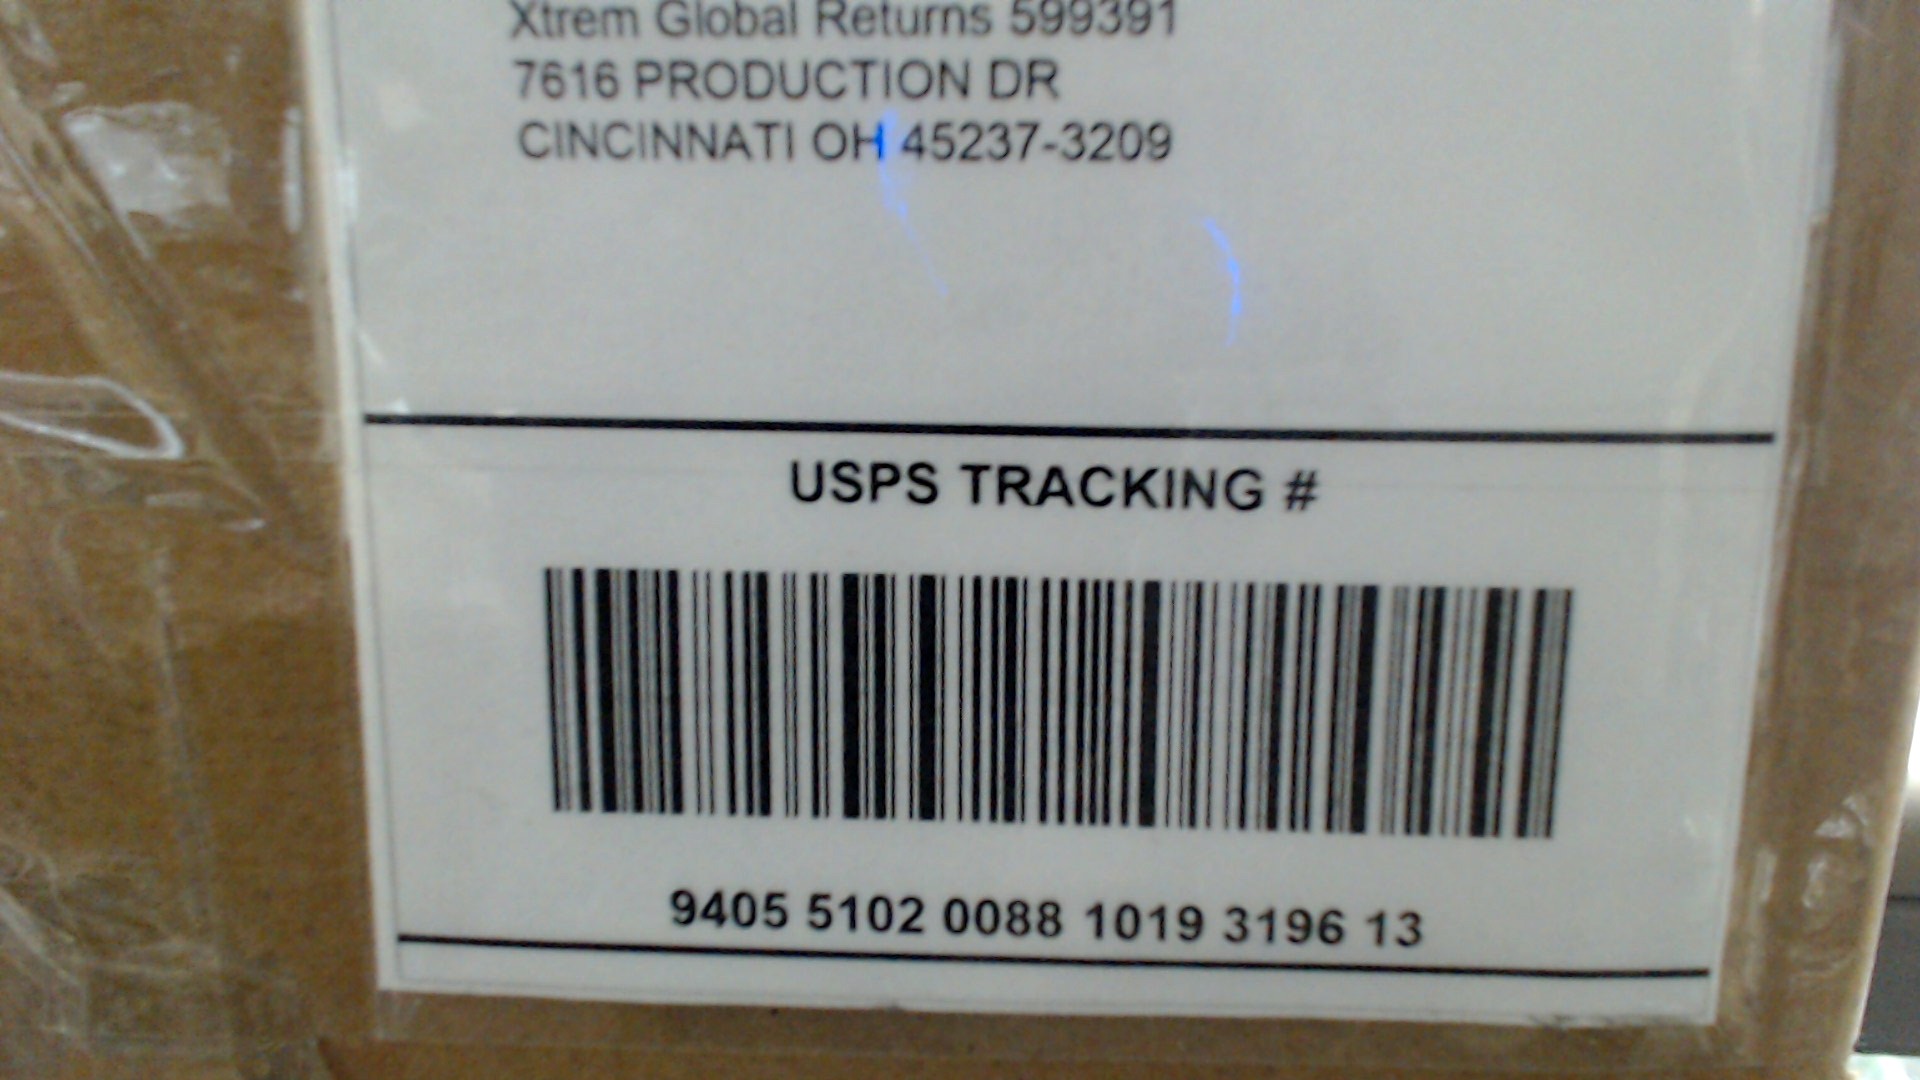 Xtrem Global Returns 599391
7616 PRODUCTION DR
CINCINNATI OH 45237-3209
USPS TRACKING #
9405 5102 0088 1019 3196 13